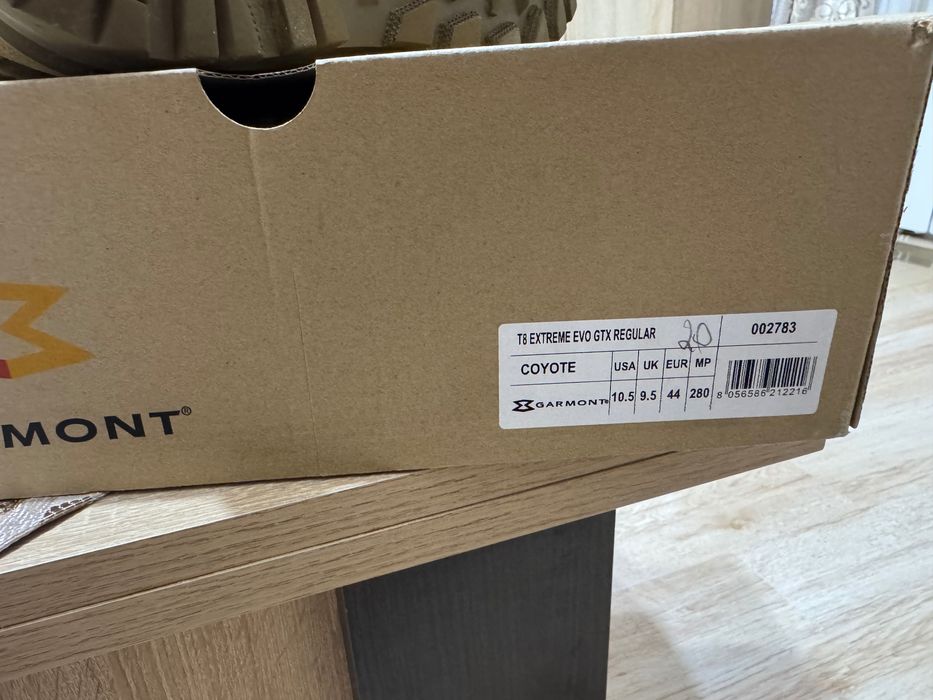 T8 EXTREME EVO GTX REGULAR 20 002783
COYOTE USA UK EUR MP
GARMONT® 10.5 9.5 44 280
8 056586 212216
MONT®